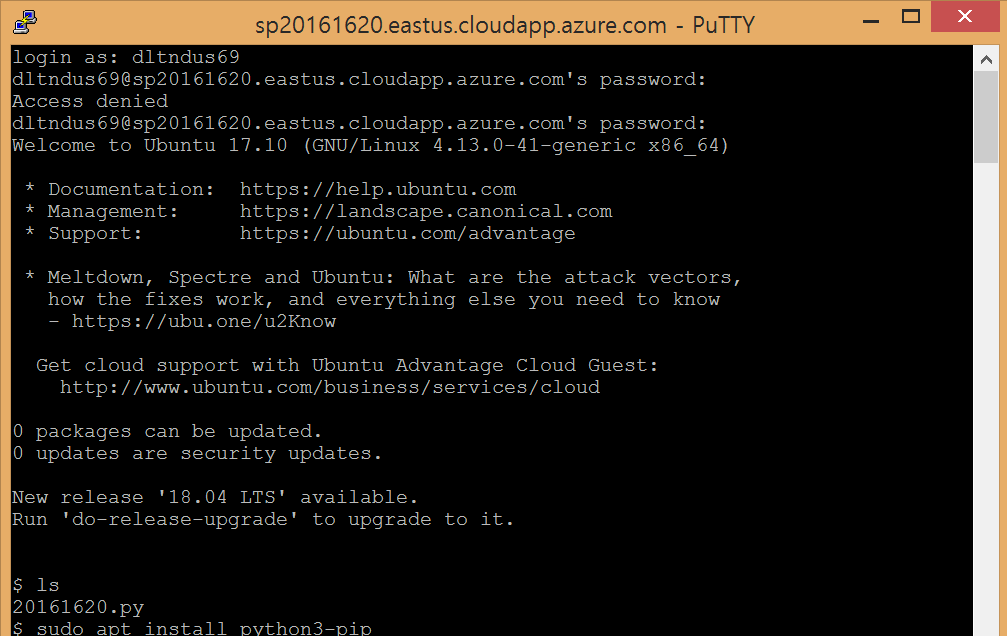 sp20161620.eastus.cloudapp.azure.com - PuTTY
login as: dltndus69
dltndus69@sp20161620.eastus.cloudapp.azure.com's password:
Access denied
dltndus69@sp20161620.eastus.cloudapp.azure.com's password:
Welcome to Ubuntu 17.10 (GNU/Linux 4.13.0-41-generic x86_64)
* Documentation:  https://help.ubuntu.com
* Management:     https://landscape.canonical.com
* Support:        https://ubuntu.com/advantage
* Meltdown, Spectre and Ubuntu: What are the attack vectors,
how the fixes work, and everything else you need to know
- https://ubu.one/u2Know
Get cloud support with Ubuntu Advantage Cloud Guest:
http://www.ubuntu.com/business/services/cloud
0 packages can be updated.
0 updates are security updates.
New release '18.04 LTS' available.
Run 'do-release-upgrade' to upgrade to it.
$ ls
20161620.py
$ sudo apt install python3-pip